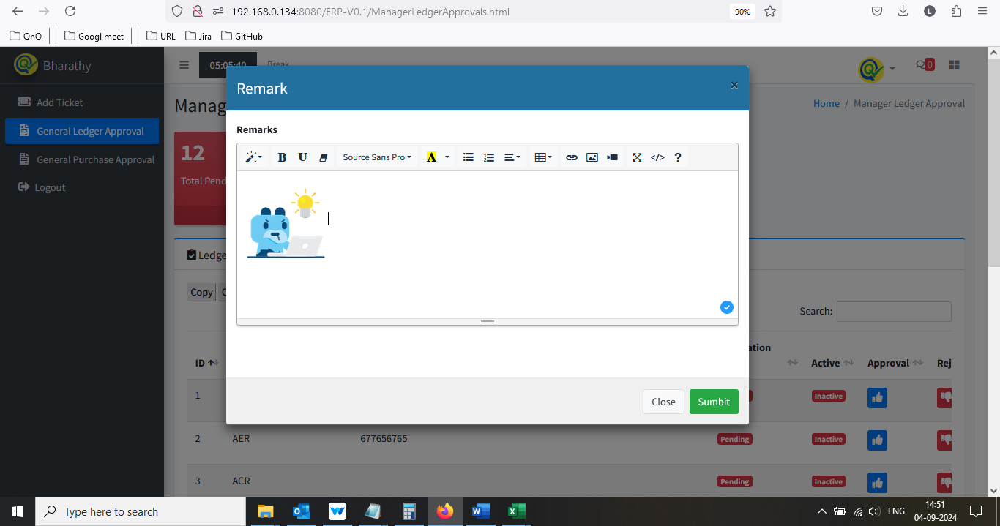 192.168.0.134:8080/ERP-V0.1/ManagerLedgerApprovals.html
90%
L
QnQ
Googl meet
URL
Jira
GitHub
Bharathy
05:05:40
Break
0
Remark
×
Add Ticket
Manag
Home / Manager Ledger Approval
General Ledger Approval
Remarks
12
B U Source Sans Pro A </> ?
General Purchase Approval
Total Pend
Logout
Ledge
Copy
C
Search:
ation
ID
Active
Approval
Rej
Close
Sumbit
1
Inactive
2
AER
677656765
Pending
Inactive
3
ACR
Pending
Inactive
Type here to search
W
X
ENG
14:51
04-09-2024